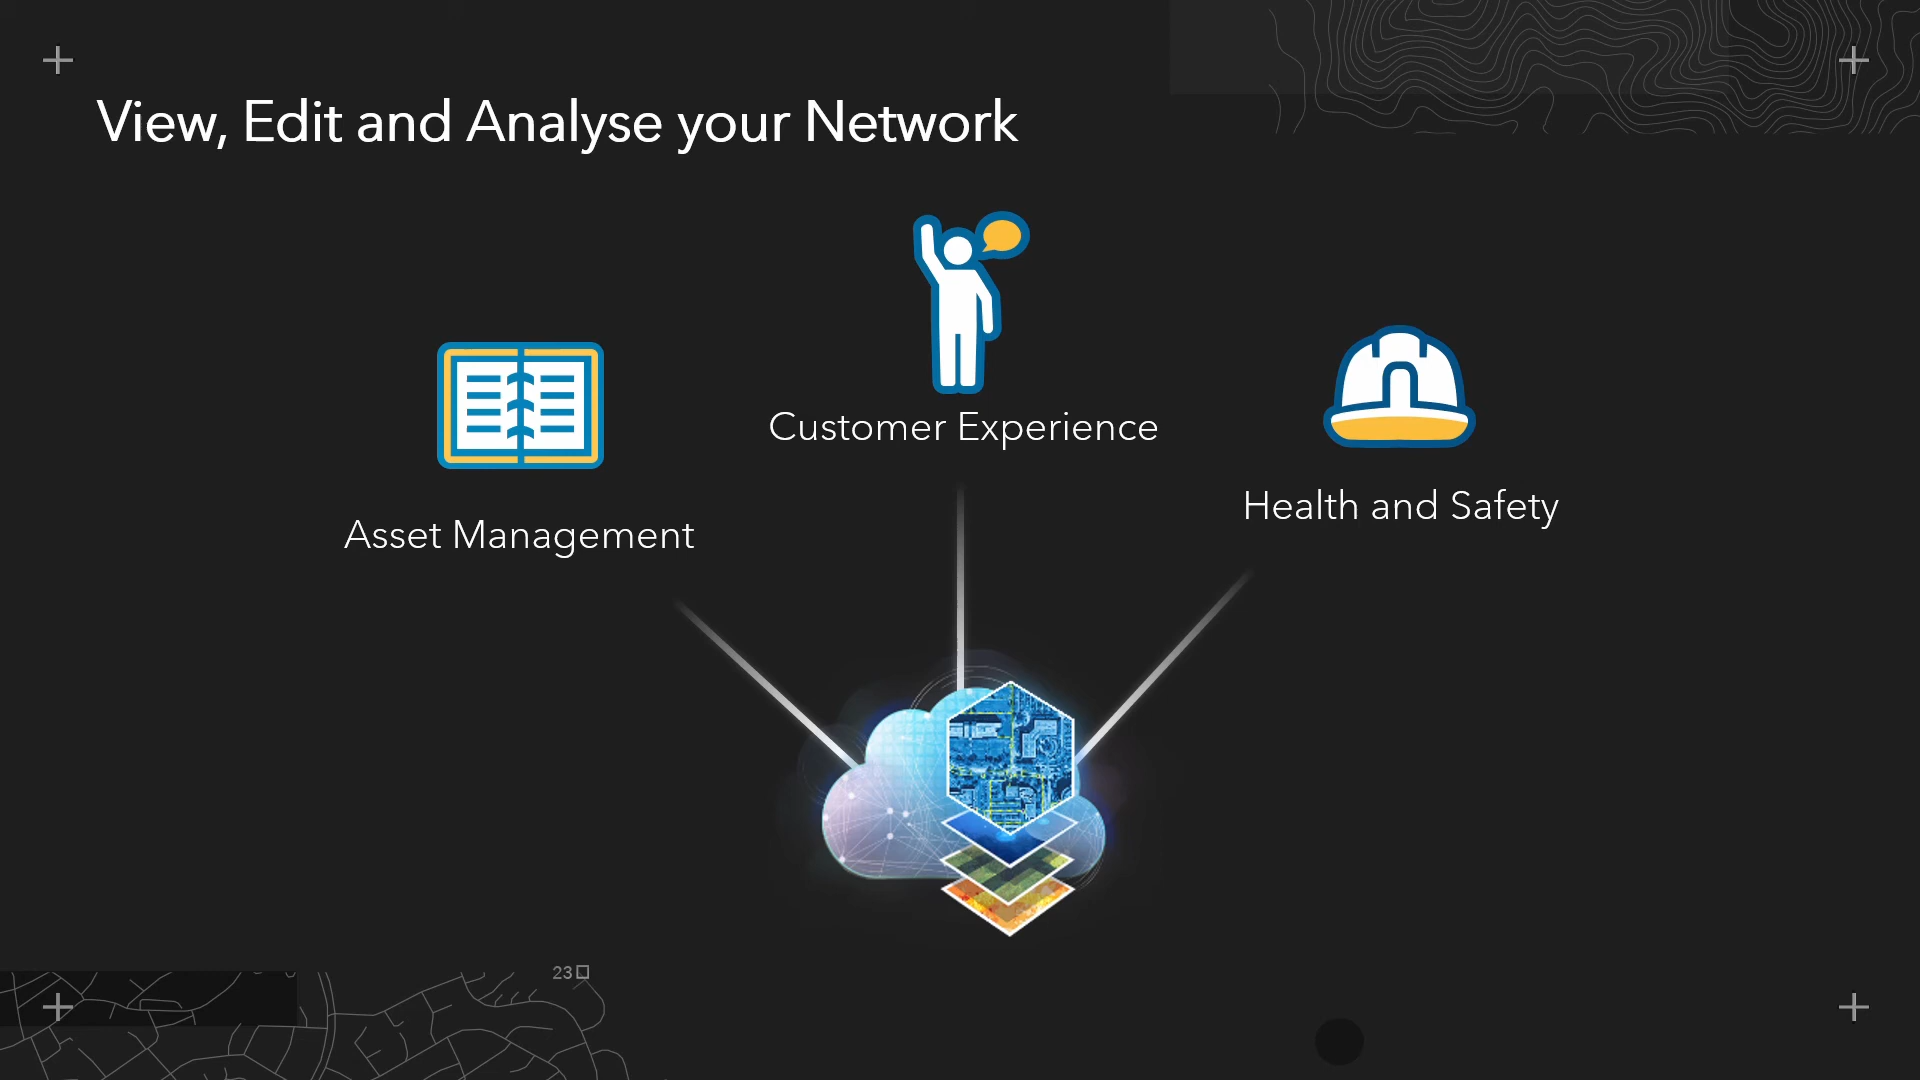 View, Edit and Analyse your Network
Customer Experience
Health and Safety
Asset Management
23